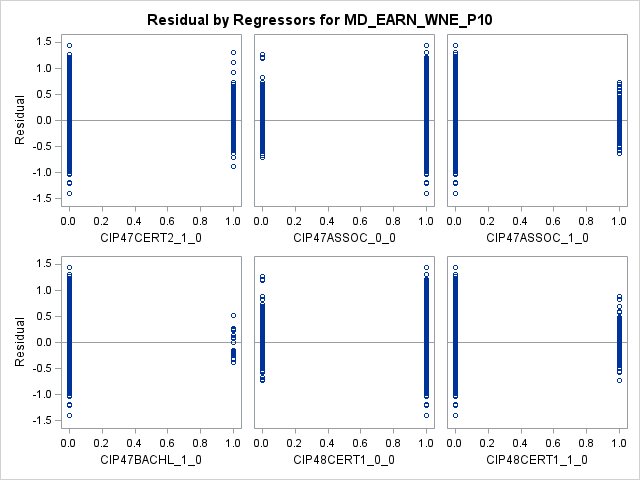 Residual by Regressors for MD_EARN_WNE_P10
1.5
1.0
0.5
0.0
-0.5
-1.0
-1.5
Residual
0.0 0.2 0.4 0.6 0.8 1.0
CIP47CERT2_1_0
0.0 0.2 0.4 0.6 0.8 1.0
CIP47ASSOC_0_0
0.0 0.2 0.4 0.6 0.8 1.0
CIP47ASSOC_1_0
1.5
1.0
0.5
0.0
-0.5
-1.0
-1.5
Residual
0.0 0.2 0.4 0.6 0.8 1.0
CIP47BACHL_1_0
0.0 0.2 0.4 0.6 0.8 1.0
CIP48CERT1_0_0
0.0 0.2 0.4 0.6 0.8 1.0
CIP48CERT1_1_0